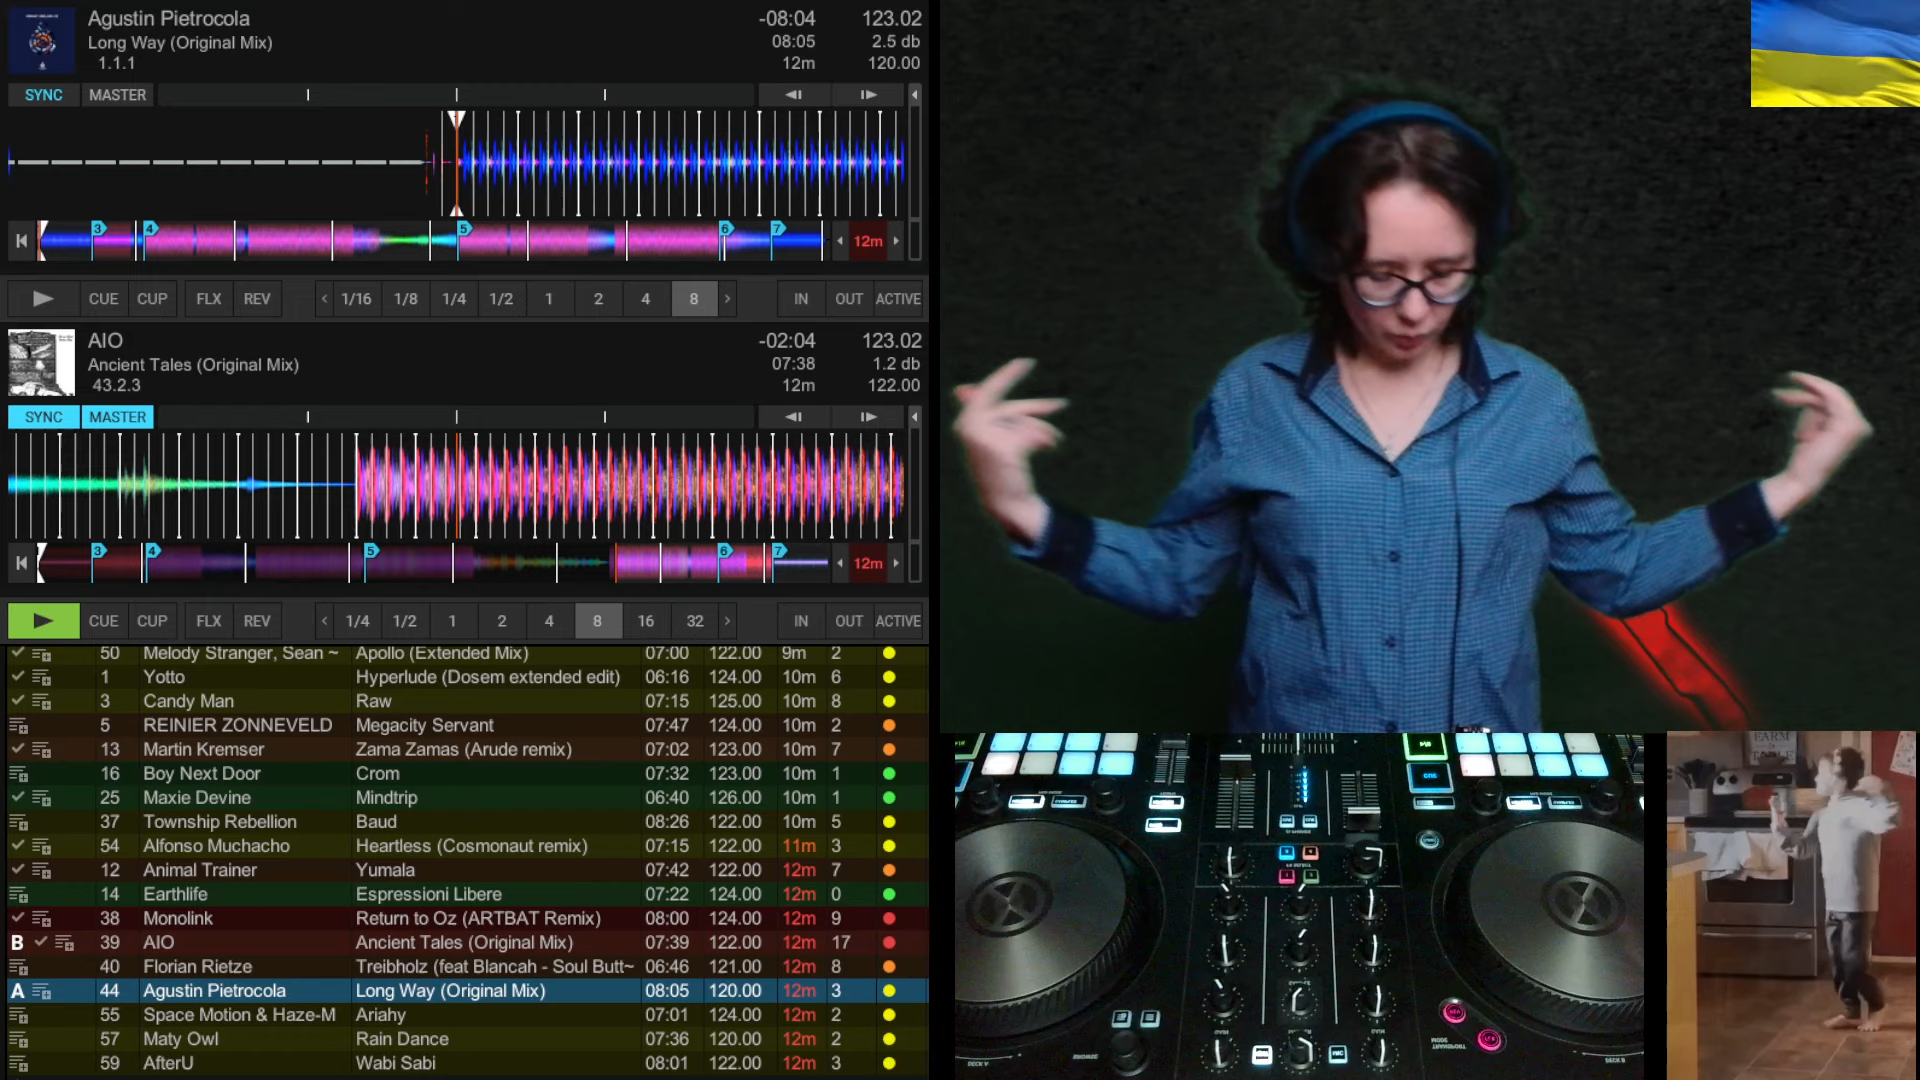 Agustin Pietrocola -08:04 123.02
Long Way (Original Mix) 08:05 2.5 db
1.1.1 12m 120.00
SYNC MASTER
3 4 5 6 7 12m
CUE CUP FLX REV 1/16 1/8 1/4 1/2 1 2 4 8 IN OUT ACTIVE
AIO -02:04 123.02
Ancient Tales (Original Mix) 07:38 1.2 db
43.2.3 12m 122.00
SYNC MASTER
3 4 5 6 7 12m
CUE CUP FLX REV 1/4 1/2 1 2 4 8 16 32 IN OUT ACTIVE
50 Melody Stranger, Sean ~ Apollo (Extended Mix) 07:00 122.00 9m 2
1 Yotto Hyperlude (Dosem extended edit) 06:16 124.00 10m 6
3 Candy Man Raw 07:15 125.00 10m 8
5 REINIER ZONNEVELD Megacity Servant 07:47 124.00 10m 2
13 Martin Kremser Zama Zamas (Arude remix) 07:02 123.00 10m 7
16 Boy Next Door Crom 07:32 123.00 10m 1
25 Maxie Devine Mindtrip 06:40 126.00 10m 1
37 Township Rebellion Baud 08:26 122.00 10m 5
54 Alfonso Muchacho Heartless (Cosmonaut remix) 07:15 122.00 11m 3
12 Animal Trainer Yumala 07:42 122.00 12m 7
14 Earthlife Espressioni Libere 07:22 124.00 12m 0
38 Monolink Return to Oz (ARTBAT Remix) 08:00 124.00 12m 9
B 39 AIO Ancient Tales (Original Mix) 07:39 122.00 12m 17
40 Florian Rietze Treibholz (feat Blancah - Soul Butt~ 06:46 121.00 12m 8
A 44 Agustin Pietrocola Long Way (Original Mix) 08:05 120.00 12m 3
55 Space Motion & Haze-M Ariahy 07:01 124.00 12m 2
57 Maty Owl Rain Dance 07:36 120.00 12m 2
59 AfterU Wabi Sabi 08:01 122.00 12m 3
FARM
TABLE